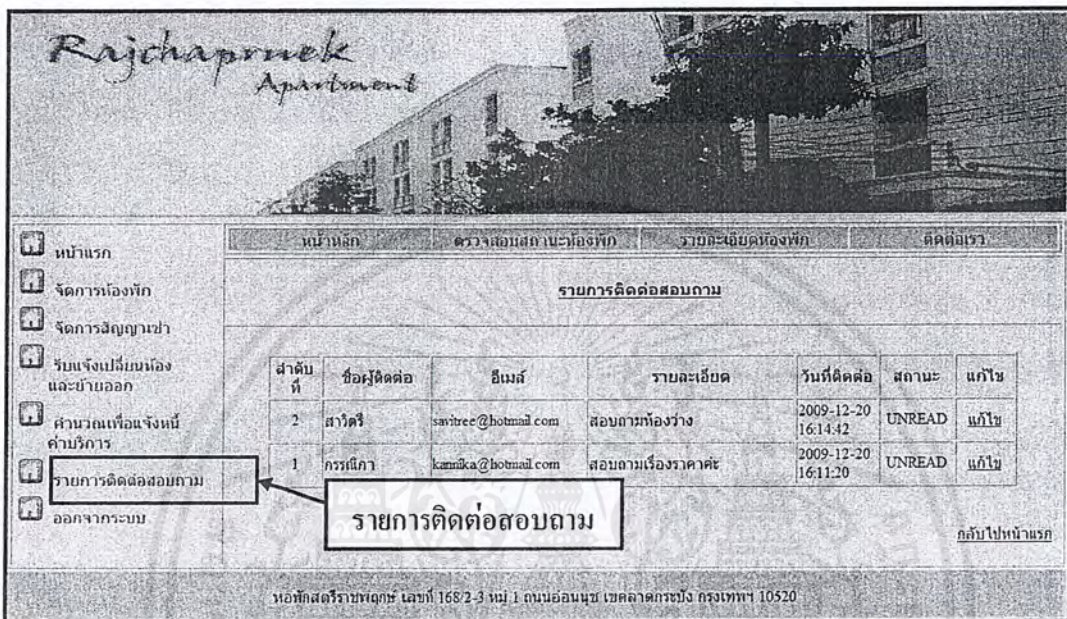 Rajchapruek
Apartment
หน้าแรก
จัดการห้องพัก
จัดการสัญญาเช่า
รับแจ้งเปลี่ยนห้อง
และย้ายออก
คำนวณเพื่อแจ้งหนี้
ค่าบริการ
รายการติดต่อสอบถาม
ออกจากระบบ
หน้าหลัก ตรวจสอบสถานะห้องพัก รายละเอียดห้องพัก ติดต่อเรา
รายการติดต่อสอบถาม
ลำดับ
ที่ ชื่อผู้ติดต่อ อีเมล์ รายละเอียด วันที่ติดต่อ สถานะ แก้ไข
2 สาวิตรี savitree@hotmail.com สอบถามห้องว่าง 2009-12-20
16:14:42 UNREAD แก้ไข
1 กรรณิกา kannika@hotmail.com สอบถามเรื่องราคาค่ะ 2009-12-20
16:11:20 UNREAD แก้ไข
รายการติดต่อสอบถาม
กลับไปหน้าแรก
หอพักสตรีราชพฤกษ์ เลขที่ 168/2-3 หมู่ 1 ถนนอ่อนนุช เขตลาดกระบัง กรุงเทพฯ 10520